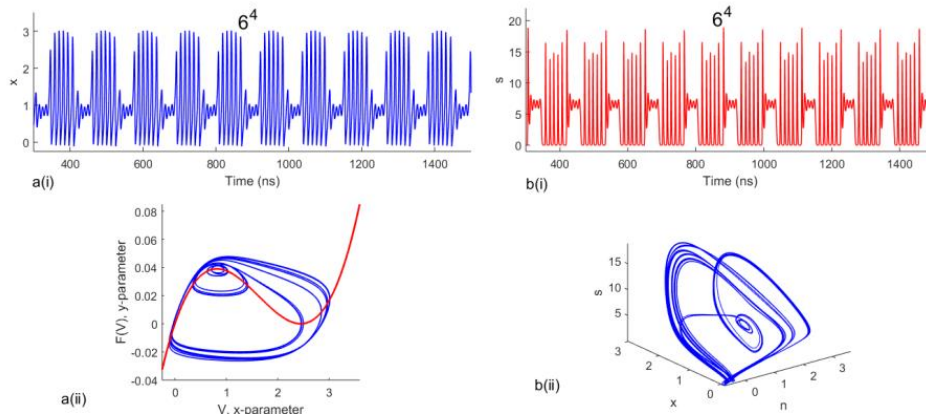 6⁴
3
2
1
0
x
400 600 800 1000 1200 1400
Time (ns)
a(i)
6⁴
20
15
10
5
0
s
400 600 800 1000 1200 1400
Time (ns)
b(i)
0.08
0.06
0.04
0.02
0
-0.02
-0.04
F(V), y-parameter
0 1 2 3
V, x-parameter
a(ii)
15
10
5
s
3
2
1
0
x
0 1 2 3
n
b(ii)